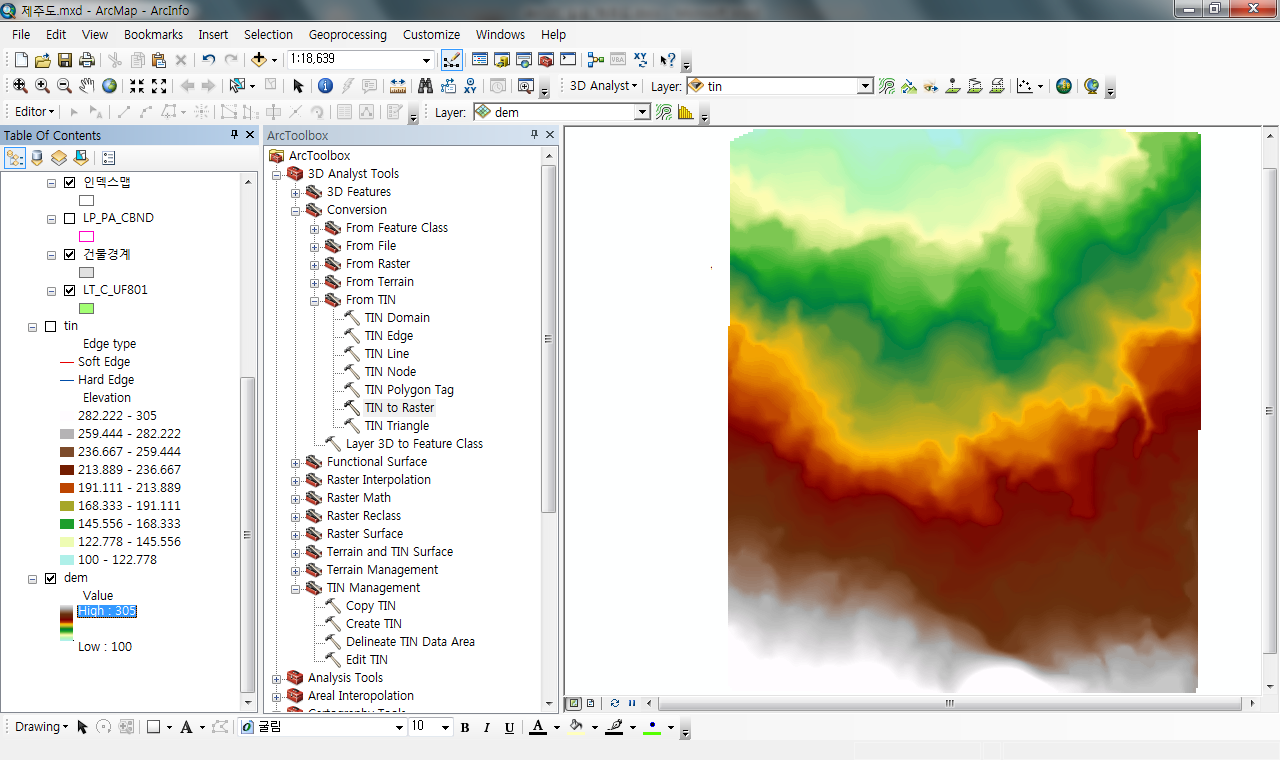 제주도.mxd - ArcMap - ArcInfo
File Edit View Bookmarks Insert Selection Geoprocessing Customize Windows Help
1:18,639
3D Analyst Layer: tin
Editor Layer: dem
Table Of Contents
인덱스맵
LP_PA_CBND
건물경계
LT_C_UF801
tin
Edge type
Soft Edge
Hard Edge
Elevation
282.222 - 305
259.444 - 282.222
236.667 - 259.444
213.889 - 236.667
191.111 - 213.889
168.333 - 191.111
145.556 - 168.333
122.778 - 145.556
100 - 122.778
dem
Value
High : 305
Low : 100
ArcToolbox
ArcToolbox
3D Analyst Tools
3D Features
Conversion
From Feature Class
From File
From Raster
From Terrain
From TIN
TIN Domain
TIN Edge
TIN Line
TIN Node
TIN Polygon Tag
TIN to Raster
TIN Triangle
Layer 3D to Feature Class
Functional Surface
Raster Interpolation
Raster Math
Raster Reclass
Raster Surface
Terrain and TIN Surface
Terrain Management
TIN Management
Copy TIN
Create TIN
Delineate TIN Data Area
Edit TIN
Analysis Tools
Areal Interpolation
Cartography Tools
Drawing A 굴림 10 B I U A